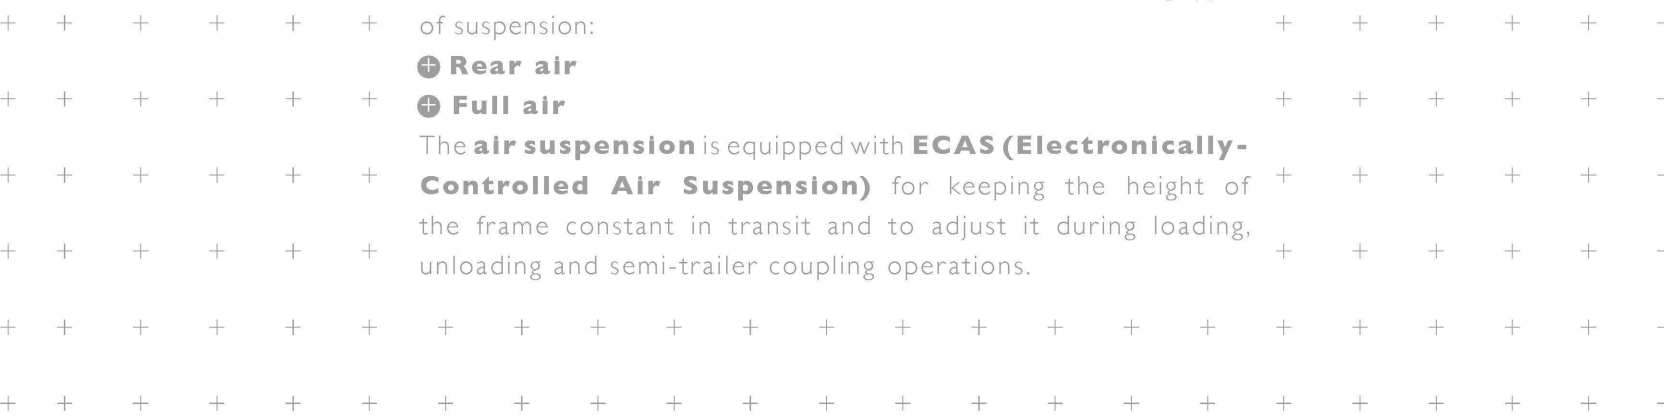 of suspension:
Rear air
Full air
The air suspension is equipped with ECAS (Electronically-
Controlled Air Suspension) for keeping the height of
the frame constant in transit and to adjust it during loading,
unloading and semi-trailer coupling operations.